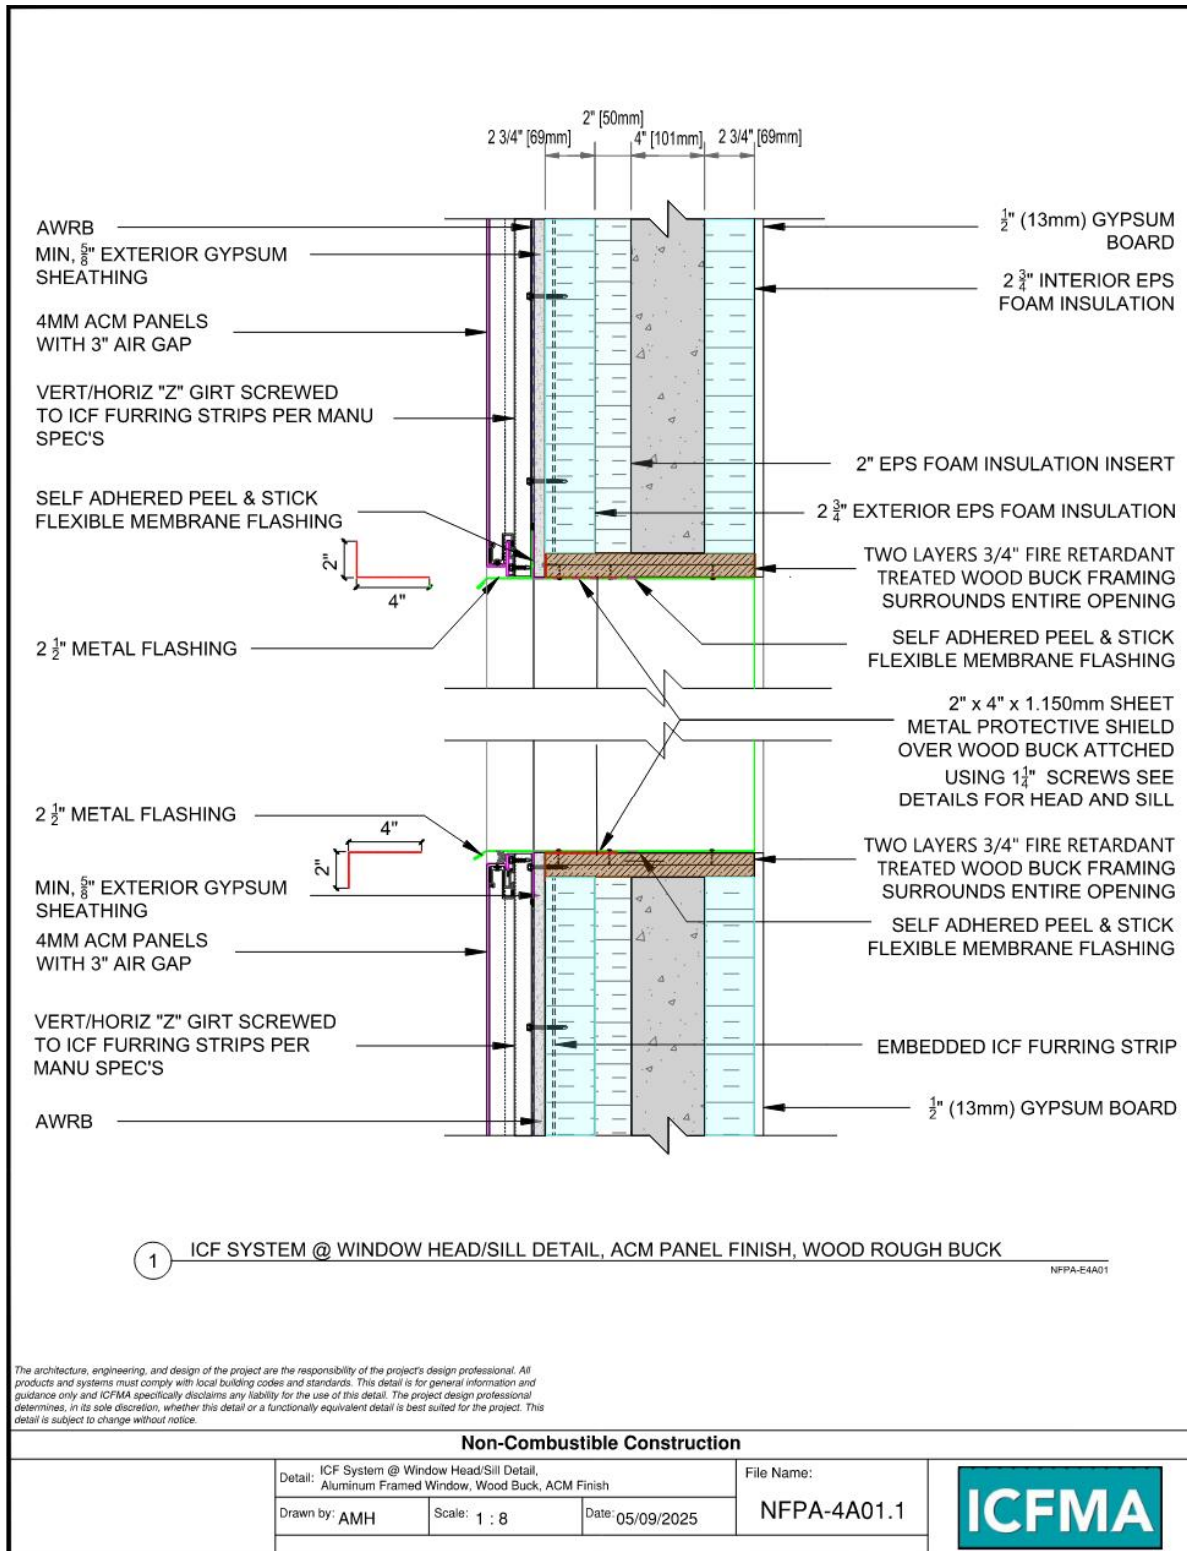 2" [50mm]
2 3/4" [69mm] 4" [101mm] 2 3/4" [69mm]
AWRB
MIN, 5/8" EXTERIOR GYPSUM
SHEATHING
4MM ACM PANELS
WITH 3" AIR GAP
VERT/HORIZ "Z" GIRT SCREWED
TO ICF FURRING STRIPS PER MANU
SPEC'S
SELF ADHERED PEEL & STICK
FLEXIBLE MEMBRANE FLASHING
2"
4"
2 1/2" METAL FLASHING
1/2" (13mm) GYPSUM
BOARD
2 3/4" INTERIOR EPS
FOAM INSULATION
2" EPS FOAM INSULATION INSERT
2 3/4" EXTERIOR EPS FOAM INSULATION
TWO LAYERS 3/4" FIRE RETARDANT
TREATED WOOD BUCK FRAMING
SURROUNDS ENTIRE OPENING
SELF ADHERED PEEL & STICK
FLEXIBLE MEMBRANE FLASHING
2" x 4" x 1.150mm SHEET
METAL PROTECTIVE SHIELD
OVER WOOD BUCK ATTCHED
USING 1 1/4" SCREWS SEE
DETAILS FOR HEAD AND SILL
2 1/2" METAL FLASHING
4"
2"
MIN, 5/8" EXTERIOR GYPSUM
SHEATHING
4MM ACM PANELS
WITH 3" AIR GAP
VERT/HORIZ "Z" GIRT SCREWED
TO ICF FURRING STRIPS PER
MANU SPEC'S
AWRB
TWO LAYERS 3/4" FIRE RETARDANT
TREATED WOOD BUCK FRAMING
SURROUNDS ENTIRE OPENING
SELF ADHERED PEEL & STICK
FLEXIBLE MEMBRANE FLASHING
EMBEDDED ICF FURRING STRIP
1/2" (13mm) GYPSUM BOARD
1 ICF SYSTEM @ WINDOW HEAD/SILL DETAIL, ACM PANEL FINISH, WOOD ROUGH BUCK
NFPA-E4A01
The architecture, engineering, and design of the project are the responsibility of the project's design professional. All
products and systems must comply with local building codes and standards. This detail is for general information and
guidance only and ICFMA specifically disclaims any liability for the use of this detail. The project design professional
determines, in its sole discretion, whether this detail or a functionally equivalent detail is best suited for the project. This
detail is subject to change without notice.
Non-Combustible Construction
Detail: ICF System @ Window Head/Sill Detail,
Aluminum Framed Window, Wood Buck, ACM Finish
Drawn by: AMH
Scale: 1 : 8
Date: 05/09/2025
File Name:
NFPA-4A01.1
ICFMA